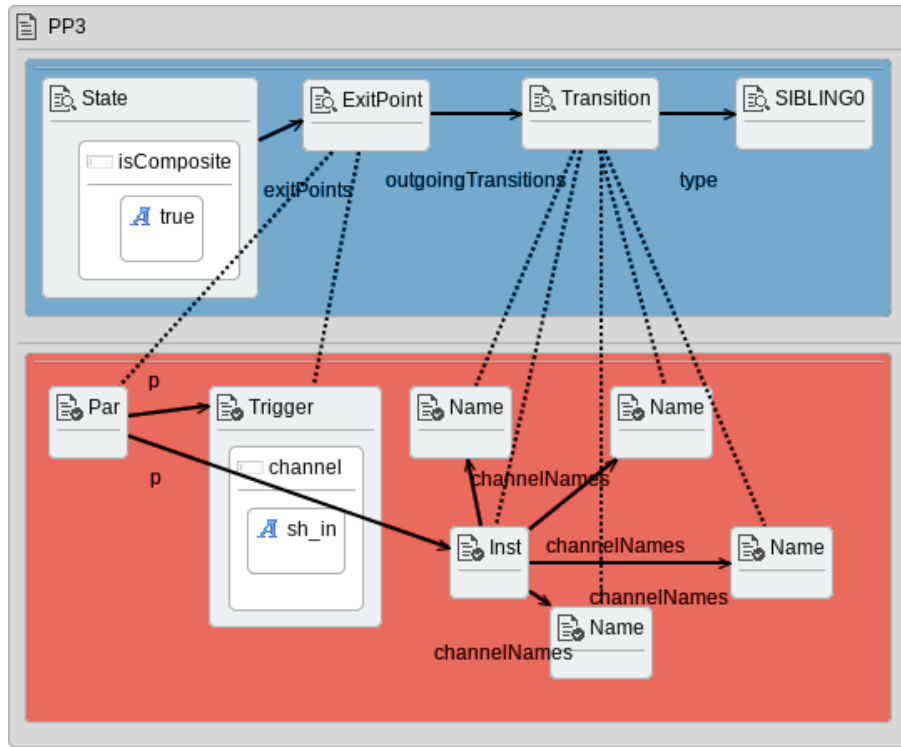 PP3
State
ExitPoint
Transition
SIBLING0
isComposite
true
exitPoints
outgoingTransitions
type
Par
p
Trigger
Name
Name
channel
p
channelNames
sh_in
Inst
channelNames
Name
channelNames
Name
channelNames